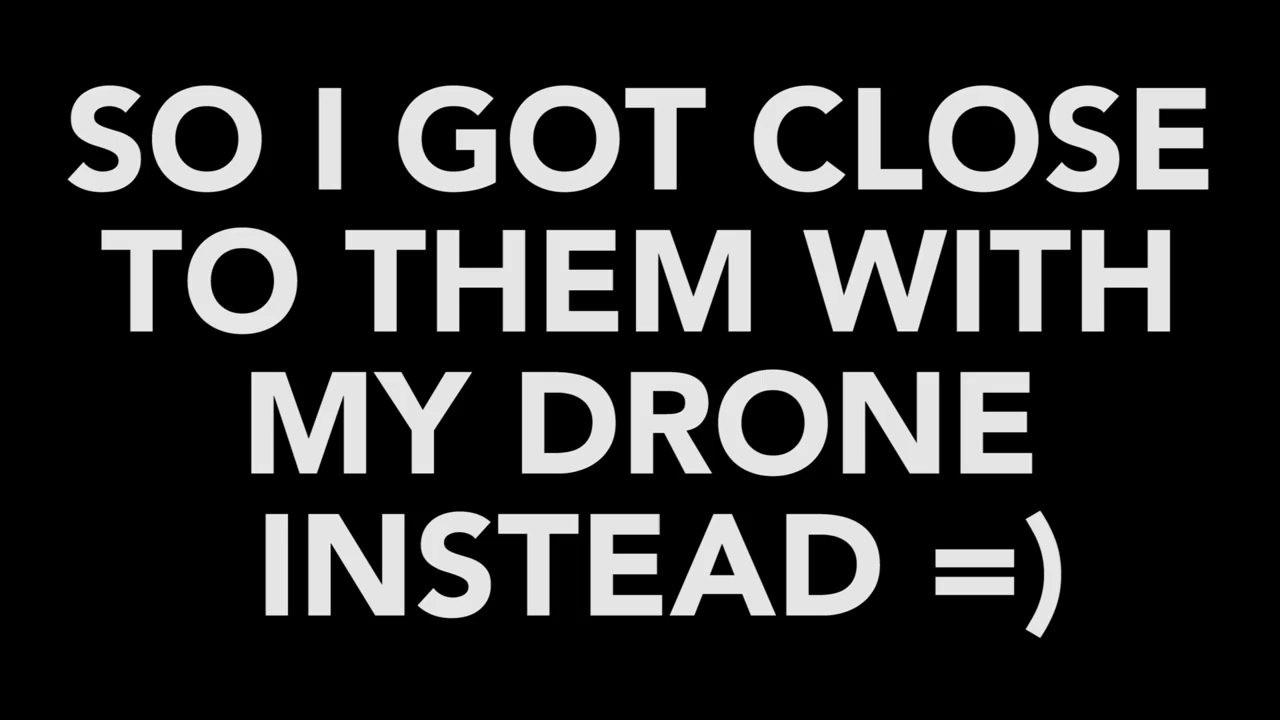 SO I GOT CLOSE
TO THEM WITH
MY DRONE
INSTEAD =)